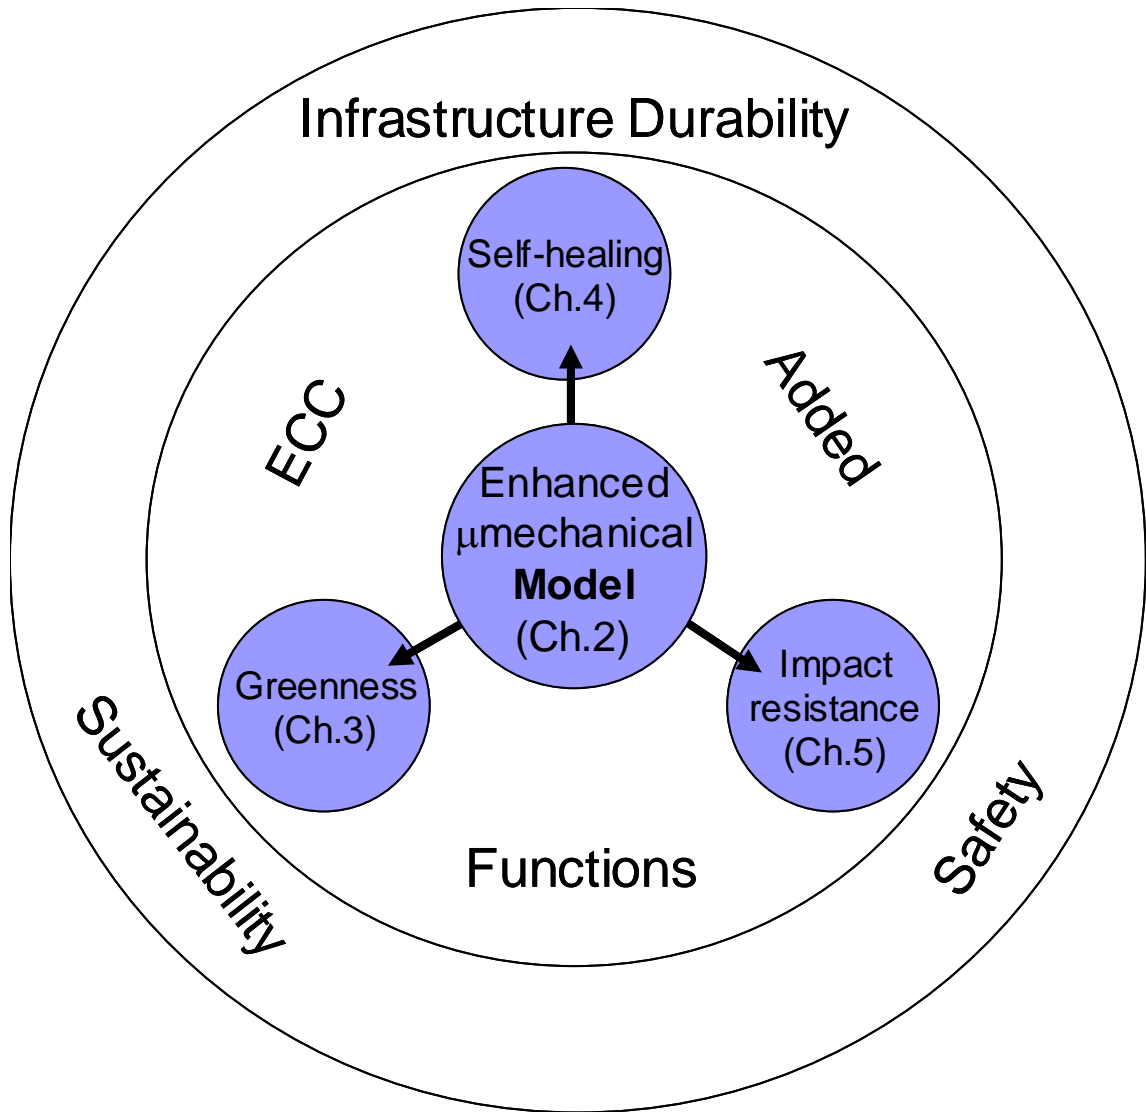 Infrastructure Durability
Self-healing
(Ch.4)
ECC
Added
Enhanced
μmechanical
Model
(Ch.2)
Greenness
(Ch.3)
Impact
resistance
(Ch.5)
Sustainability
Safety
Functions